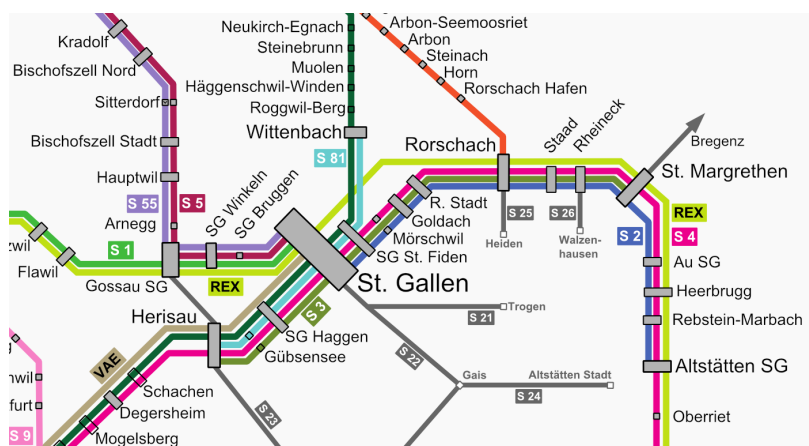 Kradolf
Bischofszell Nord
Sitterdorf
Bischofszell Stadt
Hauptwil
S 55
S 5
Arnegg
SG Winkeln
SG Bruggen
S 1
zwil
Flawil
Gossau SG
REX
Neukirch-Egnach
Steinebrunn
Muolen
Häggenschwil-Winden
Roggwil-Berg
Wittenbach
S 81
Arbon-Seemoosriet
Arbon
Steinach
Horn
Rorschach Hafen
Rorschach
Staad
Rheineck
Bregenz
St. Margrethen
R. Stadt
Goldach
Mörschwil
SG St. Fiden
St. Gallen
S 25
Heiden
S 26
Walzen-
hausen
REX
S 2
S 4
Au SG
Heerbrugg
Rebstein-Marbach
Altstätten SG
Oberriet
Herisau
SG Haggen
Gübsensee
S 3
Trogen
S 21
S 22
Gais
Altstätten Stadt
S 24
VAE
Schachen
Degersheim
Mogelsberg
S 23
nwil
furt
S 9